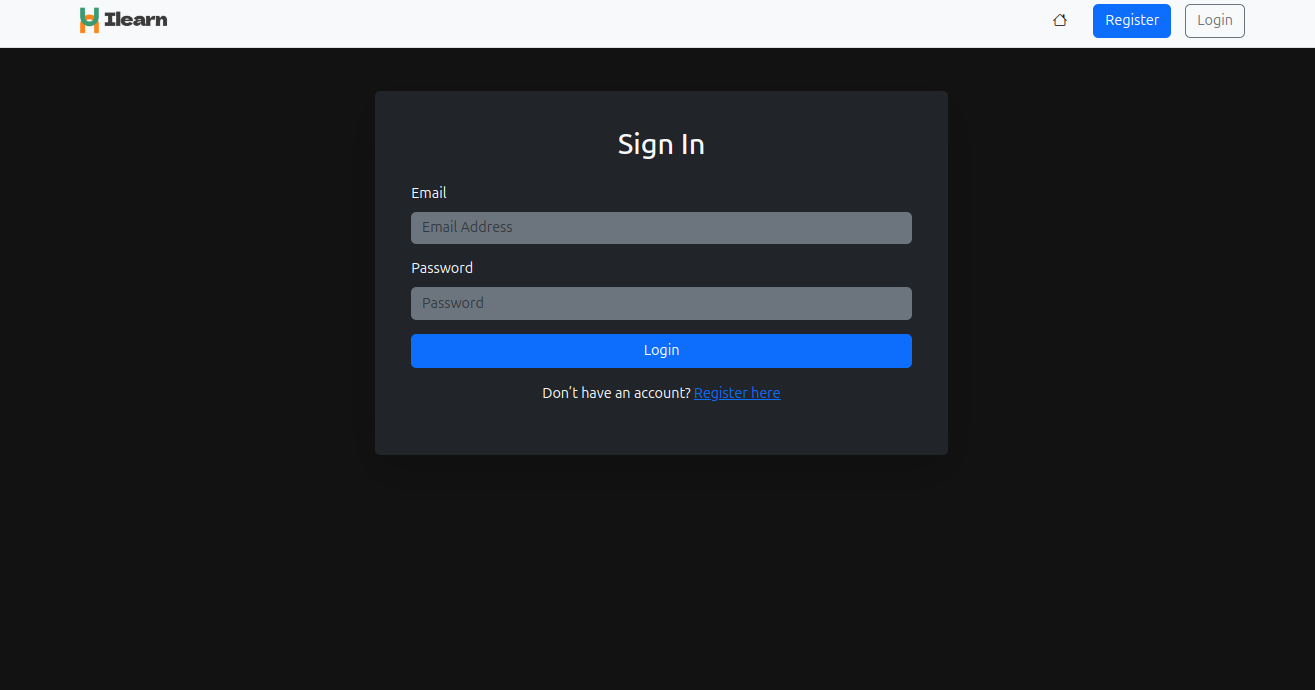 Ilearn
Register
Login
Sign In
Email
Email Address
Password
Password
Login
Don't have an account? Register here